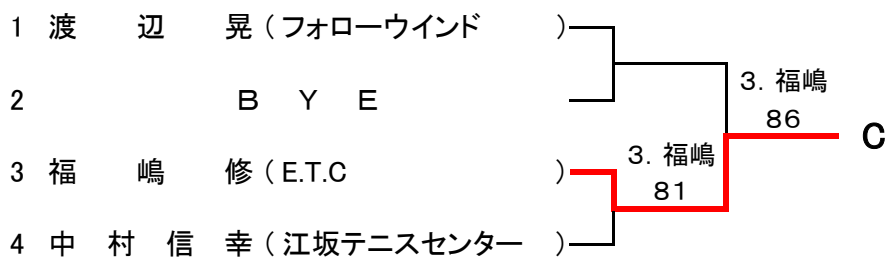 1 渡 辺 晃 ( フォローウインド )
3. 福嶋
2 B Y E
86
C
3. 福嶋
3 福 嶋 修 ( E.T.C )
81
4 中 村 信 幸 ( 江坂テニスセンター )